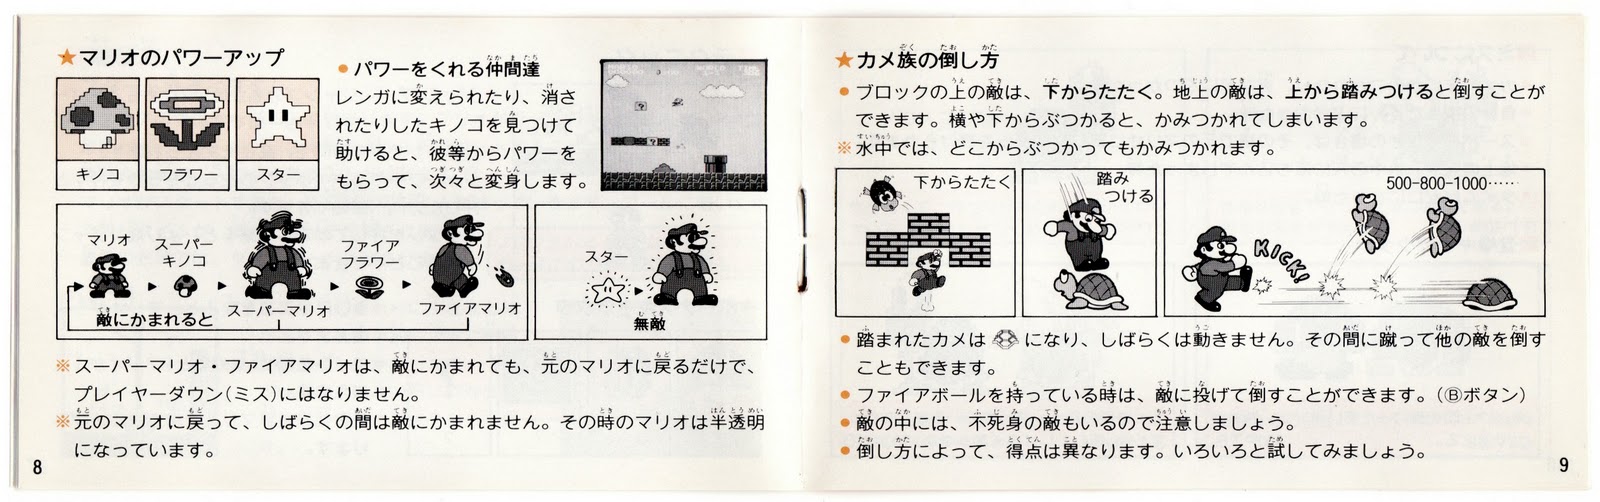 ★マリオのパワーアップ
キノコ
フラワー
スター
●パワーをくれる仲間達
レンガに変えられたり、消さ
れたりしたキノコを見つけて
助けると、彼等からパワーを
もらって、次々と変身します。
マリオ
スーパー
キノコ
スーパーマリオ
ファイア
フラワー
ファイアマリオ
敵にかまれると
スター
無敵
※スーパーマリオ・ファイアマリオは、敵にかまれても、元のマリオに戻るだけで、
プレイヤーダウン(ミス)にはなりません。
※元のマリオに戻って、しばらくの間は敵にかまれません。その時のマリオは半透明
になっています。
8
★カメ族の倒し方
●ブロックの上の敵は、下からたたく。地上の敵は、上から踏みつけると倒すことが
できます。横や下からぶつかると、かみつかれてしまいます。
※水中では、どこからぶつかってもかみつかれます。
下からたたく
踏み
つける
500-800-1000……
KICK!
●踏まれたカメは になり、しばらくは動きません。その間に蹴って他の敵を倒す
こともできます。
●ファイアボールを持っている時は、敵に投げて倒すことができます。(Ⓑボタン)
●敵の中には、不死身の敵もいるので注意しましょう。
●倒し方によって、得点は異なります。いろいろと試してみましょう。
9